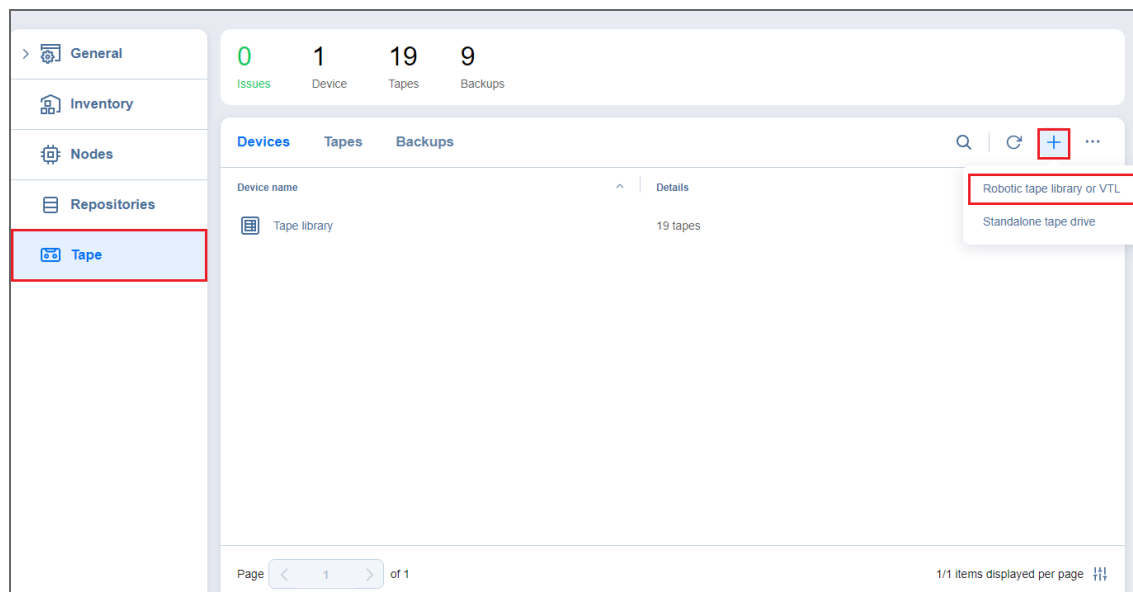 General
Inventory
Nodes
Repositories
Tape
0 1 19 9
Issues Device Tapes Backups
Devices Tapes Backups
Robotic tape library or VTL
Standalone tape drive
Device name Details
Tape library 19 tapes
Page 1 of 1
1/1 items displayed per page